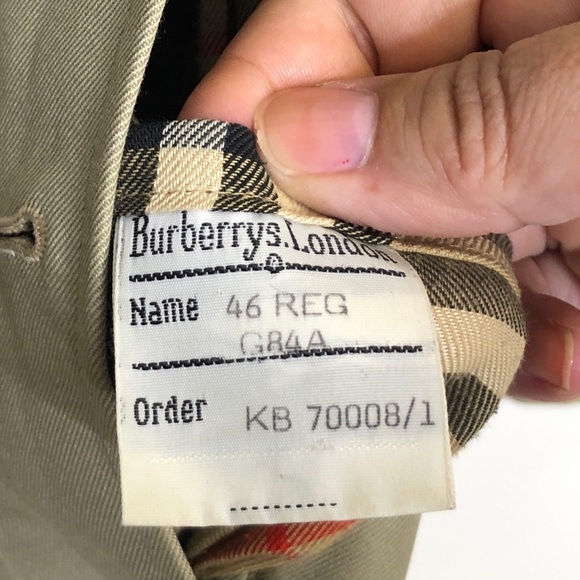 Burberrys.London
Name 46 REG
G84A
Order KB 70008/1